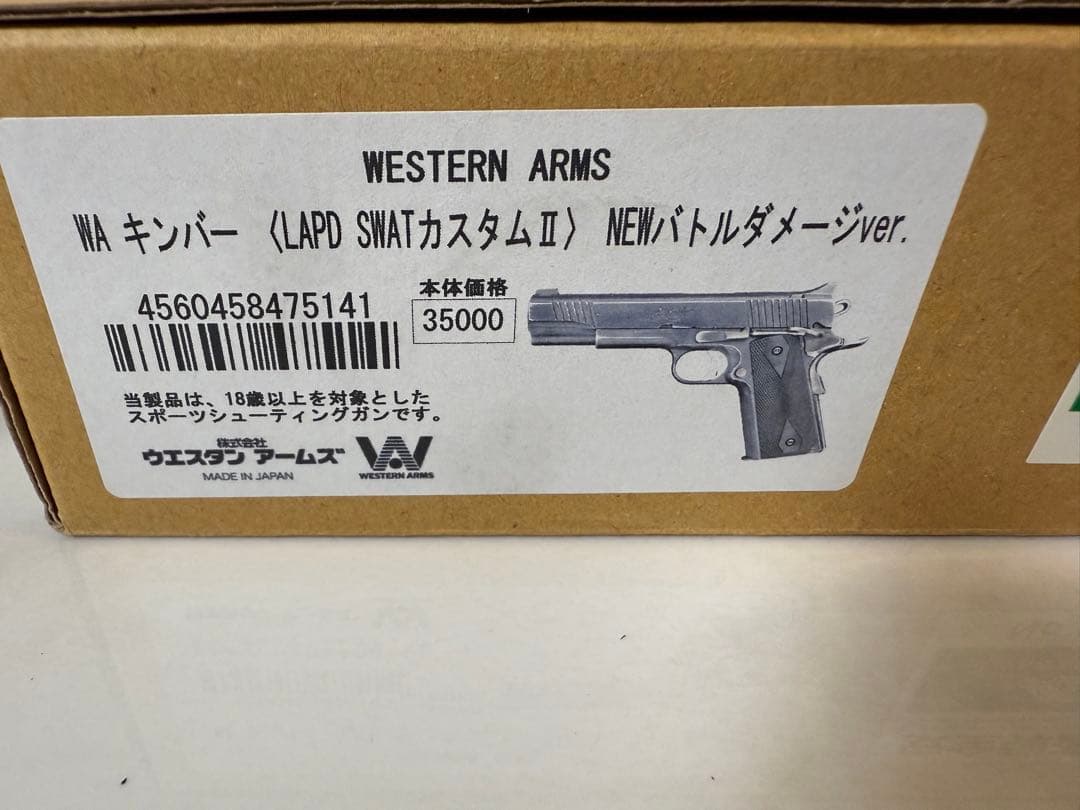 WESTERN ARMS
WA キンバー 〈LAPD SWATカスタムⅡ〉 NEWバトルダメージver.
4560458475141
本体価格
35000
当製品は、18歳以上を対象とした
スポーツシューティングガンです。
株式会社
ウエスタン アームズ
MADE IN JAPAN
WESTERN ARMS